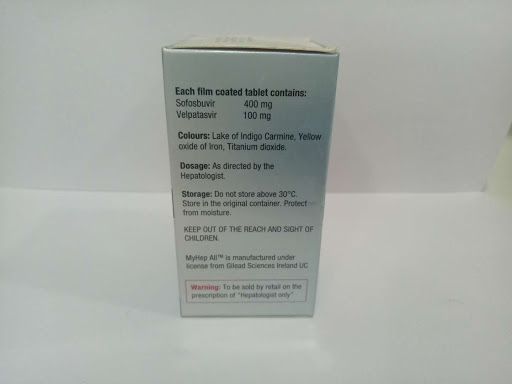 Each film coated tablet contains:
Sofosbuvir 400 mg
Velpatasvir 100 mg
Colours: Lake of Indigo Carmine, Yellow
oxide of Iron, Titanium dioxide.
Dosage: As directed by the
Hepatologist.
Storage: Do not store above 30°C.
Store in the original container. Protect
from moisture.
KEEP OUT OF THE REACH AND SIGHT OF
CHILDREN.
MyHep All™ is manufactured under
license from Gilead Sciences Ireland UC
Warning: To be sold by retail on the
prescription of "Hepatologist only"